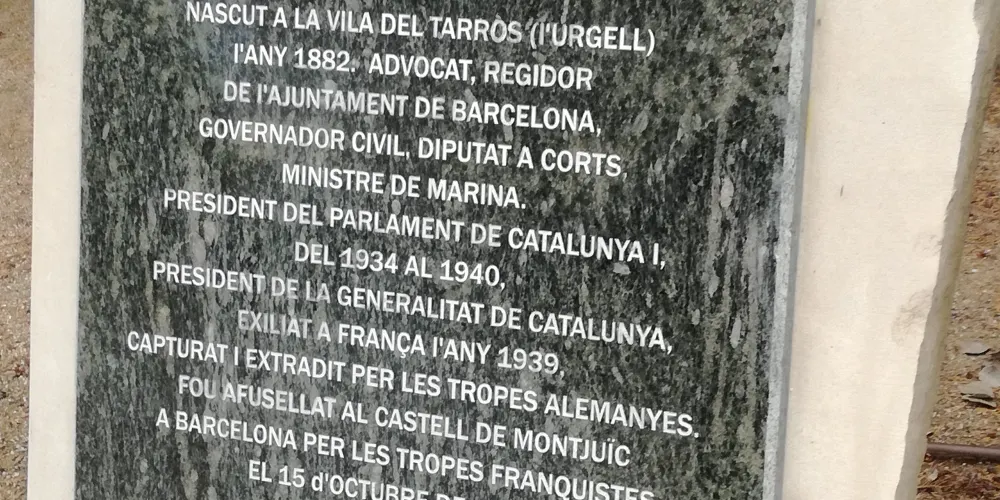 NASCUT A LA VILA DEL TARRÒS (l'URGELL)
l'ANY 1882. ADVOCAT, REGIDOR
DE l'AJUNTAMENT DE BARCELONA,
GOVERNADOR CIVIL, DIPUTAT A CORTS,
MINISTRE DE MARINA.
PRESIDENT DEL PARLAMENT DE CATALUNYA I,
DEL 1934 AL 1940,
PRESIDENT DE LA GENERALITAT DE CATALUNYA,
EXILIAT A FRANÇA l'ANY 1939,
CAPTURAT I EXTRADIT PER LES TROPES ALEMANYES.
FOU AFUSELLAT AL CASTELL DE MONTJUÏC
A BARCELONA PER LES TROPES FRANQUISTES
EL 15 d'OCTUBRE DE